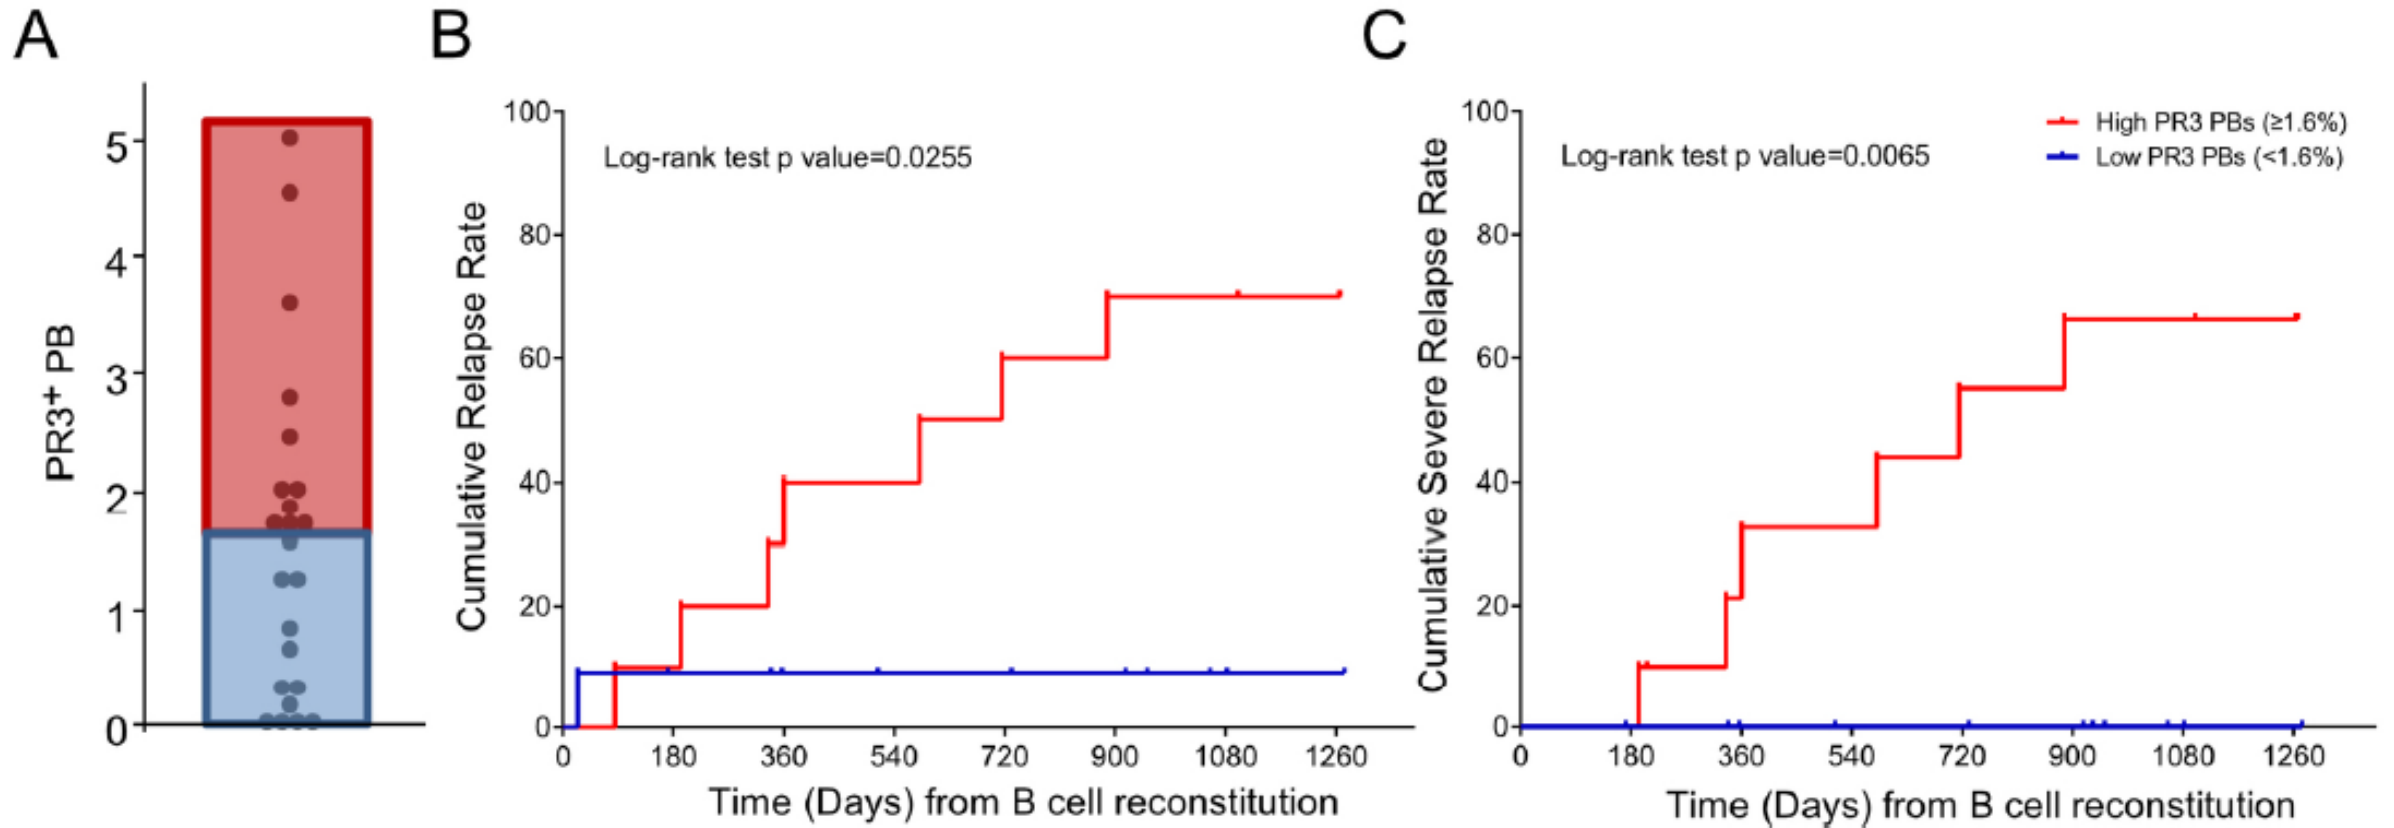 A
B
C
PR3+ PB
5
4
3
2
1
0
Cumulative Relapse Rate
100
80
60
40
20
0
Log-rank test p value=0.0255
0 180 360 540 720 900 1080 1260
Time (Days) from B cell reconstitution
Cumulative Severe Relapse Rate
100
80
60
40
20
0
Log-rank test p value=0.0065
High PR3 PBs (≥1.6%)
Low PR3 PBs (<1.6%)
0 180 360 540 720 900 1080 1260
Time (Days) from B cell reconstitution